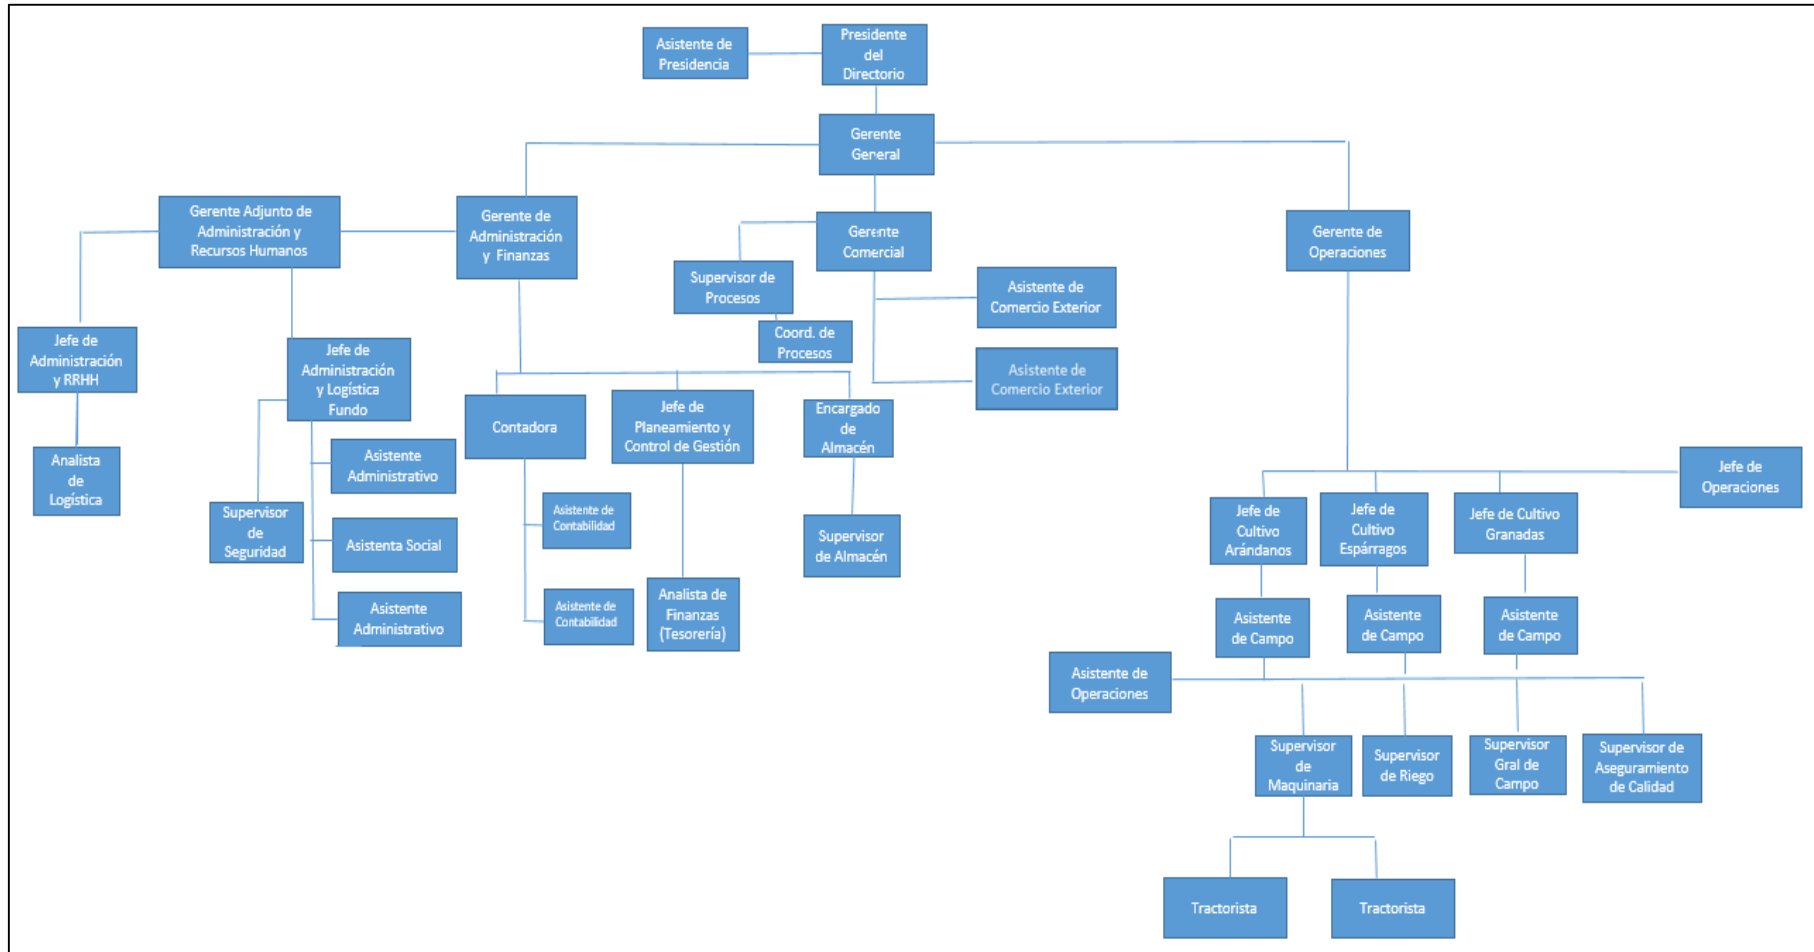 Asistente de
Presidencia
Presidente
del
Directorio
Gerente
General
Gerente Adjunto de
Administración y
Recursos Humanos
Gerente de
Administración
y Finanzas
Gerente
Comercial
Gerente de
Operaciones
Supervisor de
Procesos
Coord. de
Procesos
Asistente de
Comercio Exterior
Asistente de
Comercio Exterior
Jefe de
Administración
y RRHH
Jefe de
Administración
y Logística
Fundo
Analista
de
Logística
Supervisor
de
Seguridad
Asistente
Administrativo
Asistenta Social
Asistente
Administrativo
Contadora
Jefe de
Planeamiento y
Control de Gestión
Encargado
de
Almacén
Asistente de
Contabilidad
Asistente de
Contabilidad
Analista de
Finanzas
(Tesorería)
Supervisor
de Almacén
Jefe de
Operaciones
Jefe de
Cultivo
Arándanos
Jefe de
Cultivo
Espárragos
Jefe de Cultivo
Granadas
Asistente
de Campo
Asistente
de Campo
Asistente
de Campo
Asistente de
Operaciones
Supervisor
de
Maquinaria
Supervisor
de Riego
Supervisor
Gral de
Campo
Supervisor de
Aseguramiento
de Calidad
Tractorista
Tractorista